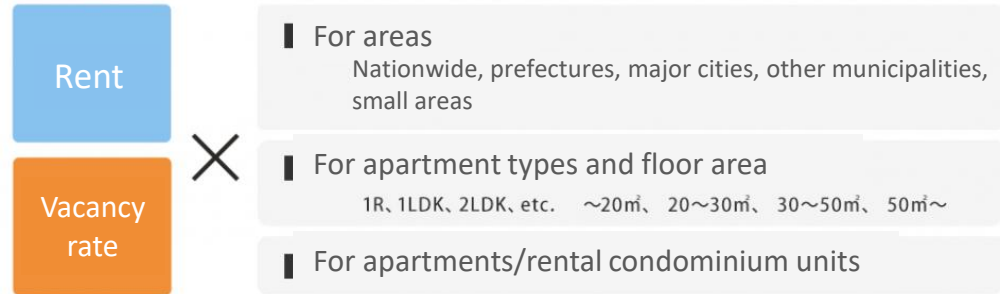 Rent
Vacancy
rate
×
For areas
Nationwide, prefectures, major cities, other municipalities,
small areas
For apartment types and floor area
1R、1LDK、2LDK、etc. ～20㎡、 20～30㎡、 30～50㎡、 50㎡～
For apartments/rental condominium units